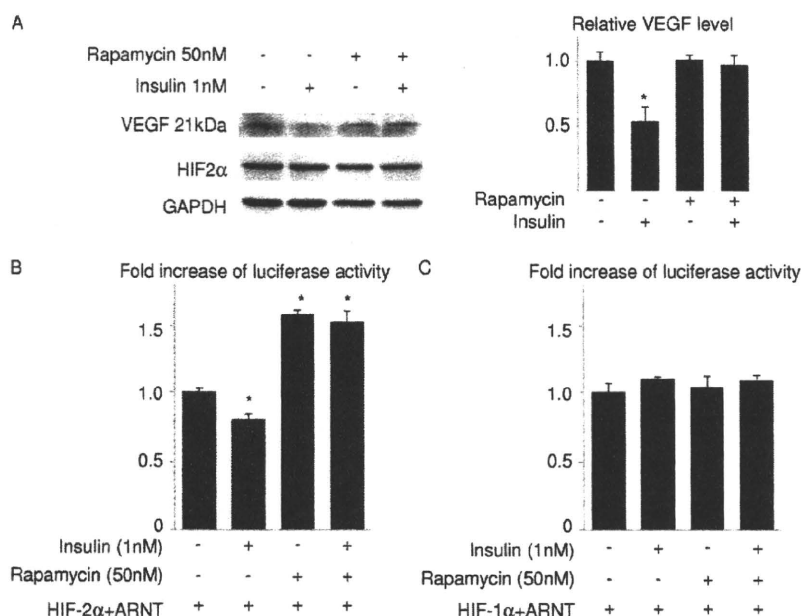 A
Rapamycin 50nM - - + +
Insulin 1nM - + - +
VEGF 21kDa
HIF2α
GAPDH
Relative VEGF level
1.0
*
0.5
Rapamycin - - + +
Insulin - + - +
B
Fold increase of luciferase activity
* *
1.5
*
1.0
0.5
0
Insulin (1nM) - + - +
Rapamycin (50nM) - - + +
HIF-2α+ARNT + + + +
C
Fold increase of luciferase activity
1.5
1.0
0.5
0
Insulin (1nM) - + - +
Rapamycin (50nM) - - + +
HIF-1α+ARNT + + + +